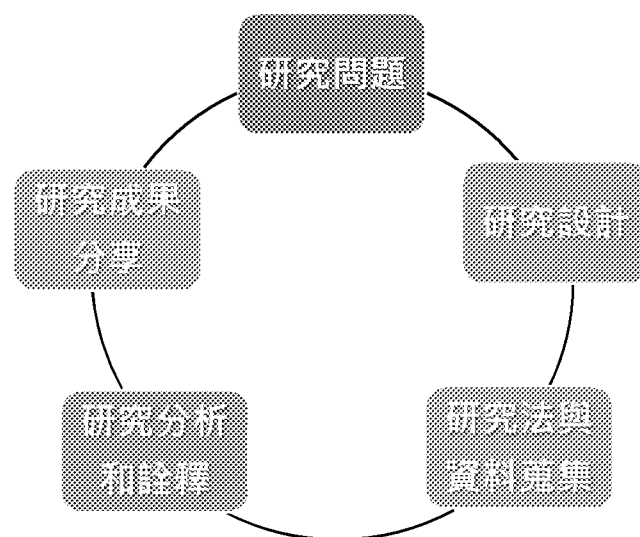 研究問題
研究設計
研究法與
資料蒐集
研究分析
和詮釋
研究成果
分享